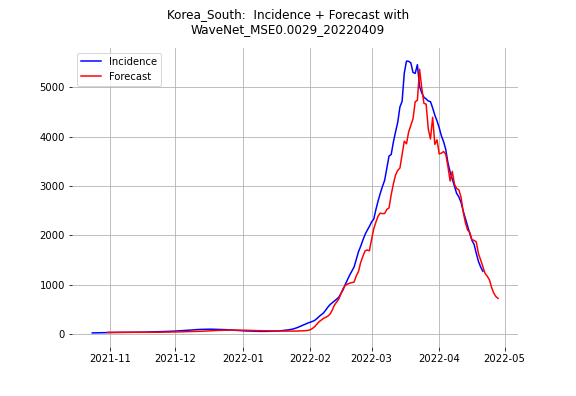 Korea_South:  Incidence + Forecast with
WaveNet_MSE0.0029_20220409
Incidence
Forecast
5000
4000
3000
2000
1000
0
2021-11 2021-12 2022-01 2022-02 2022-03 2022-04 2022-05